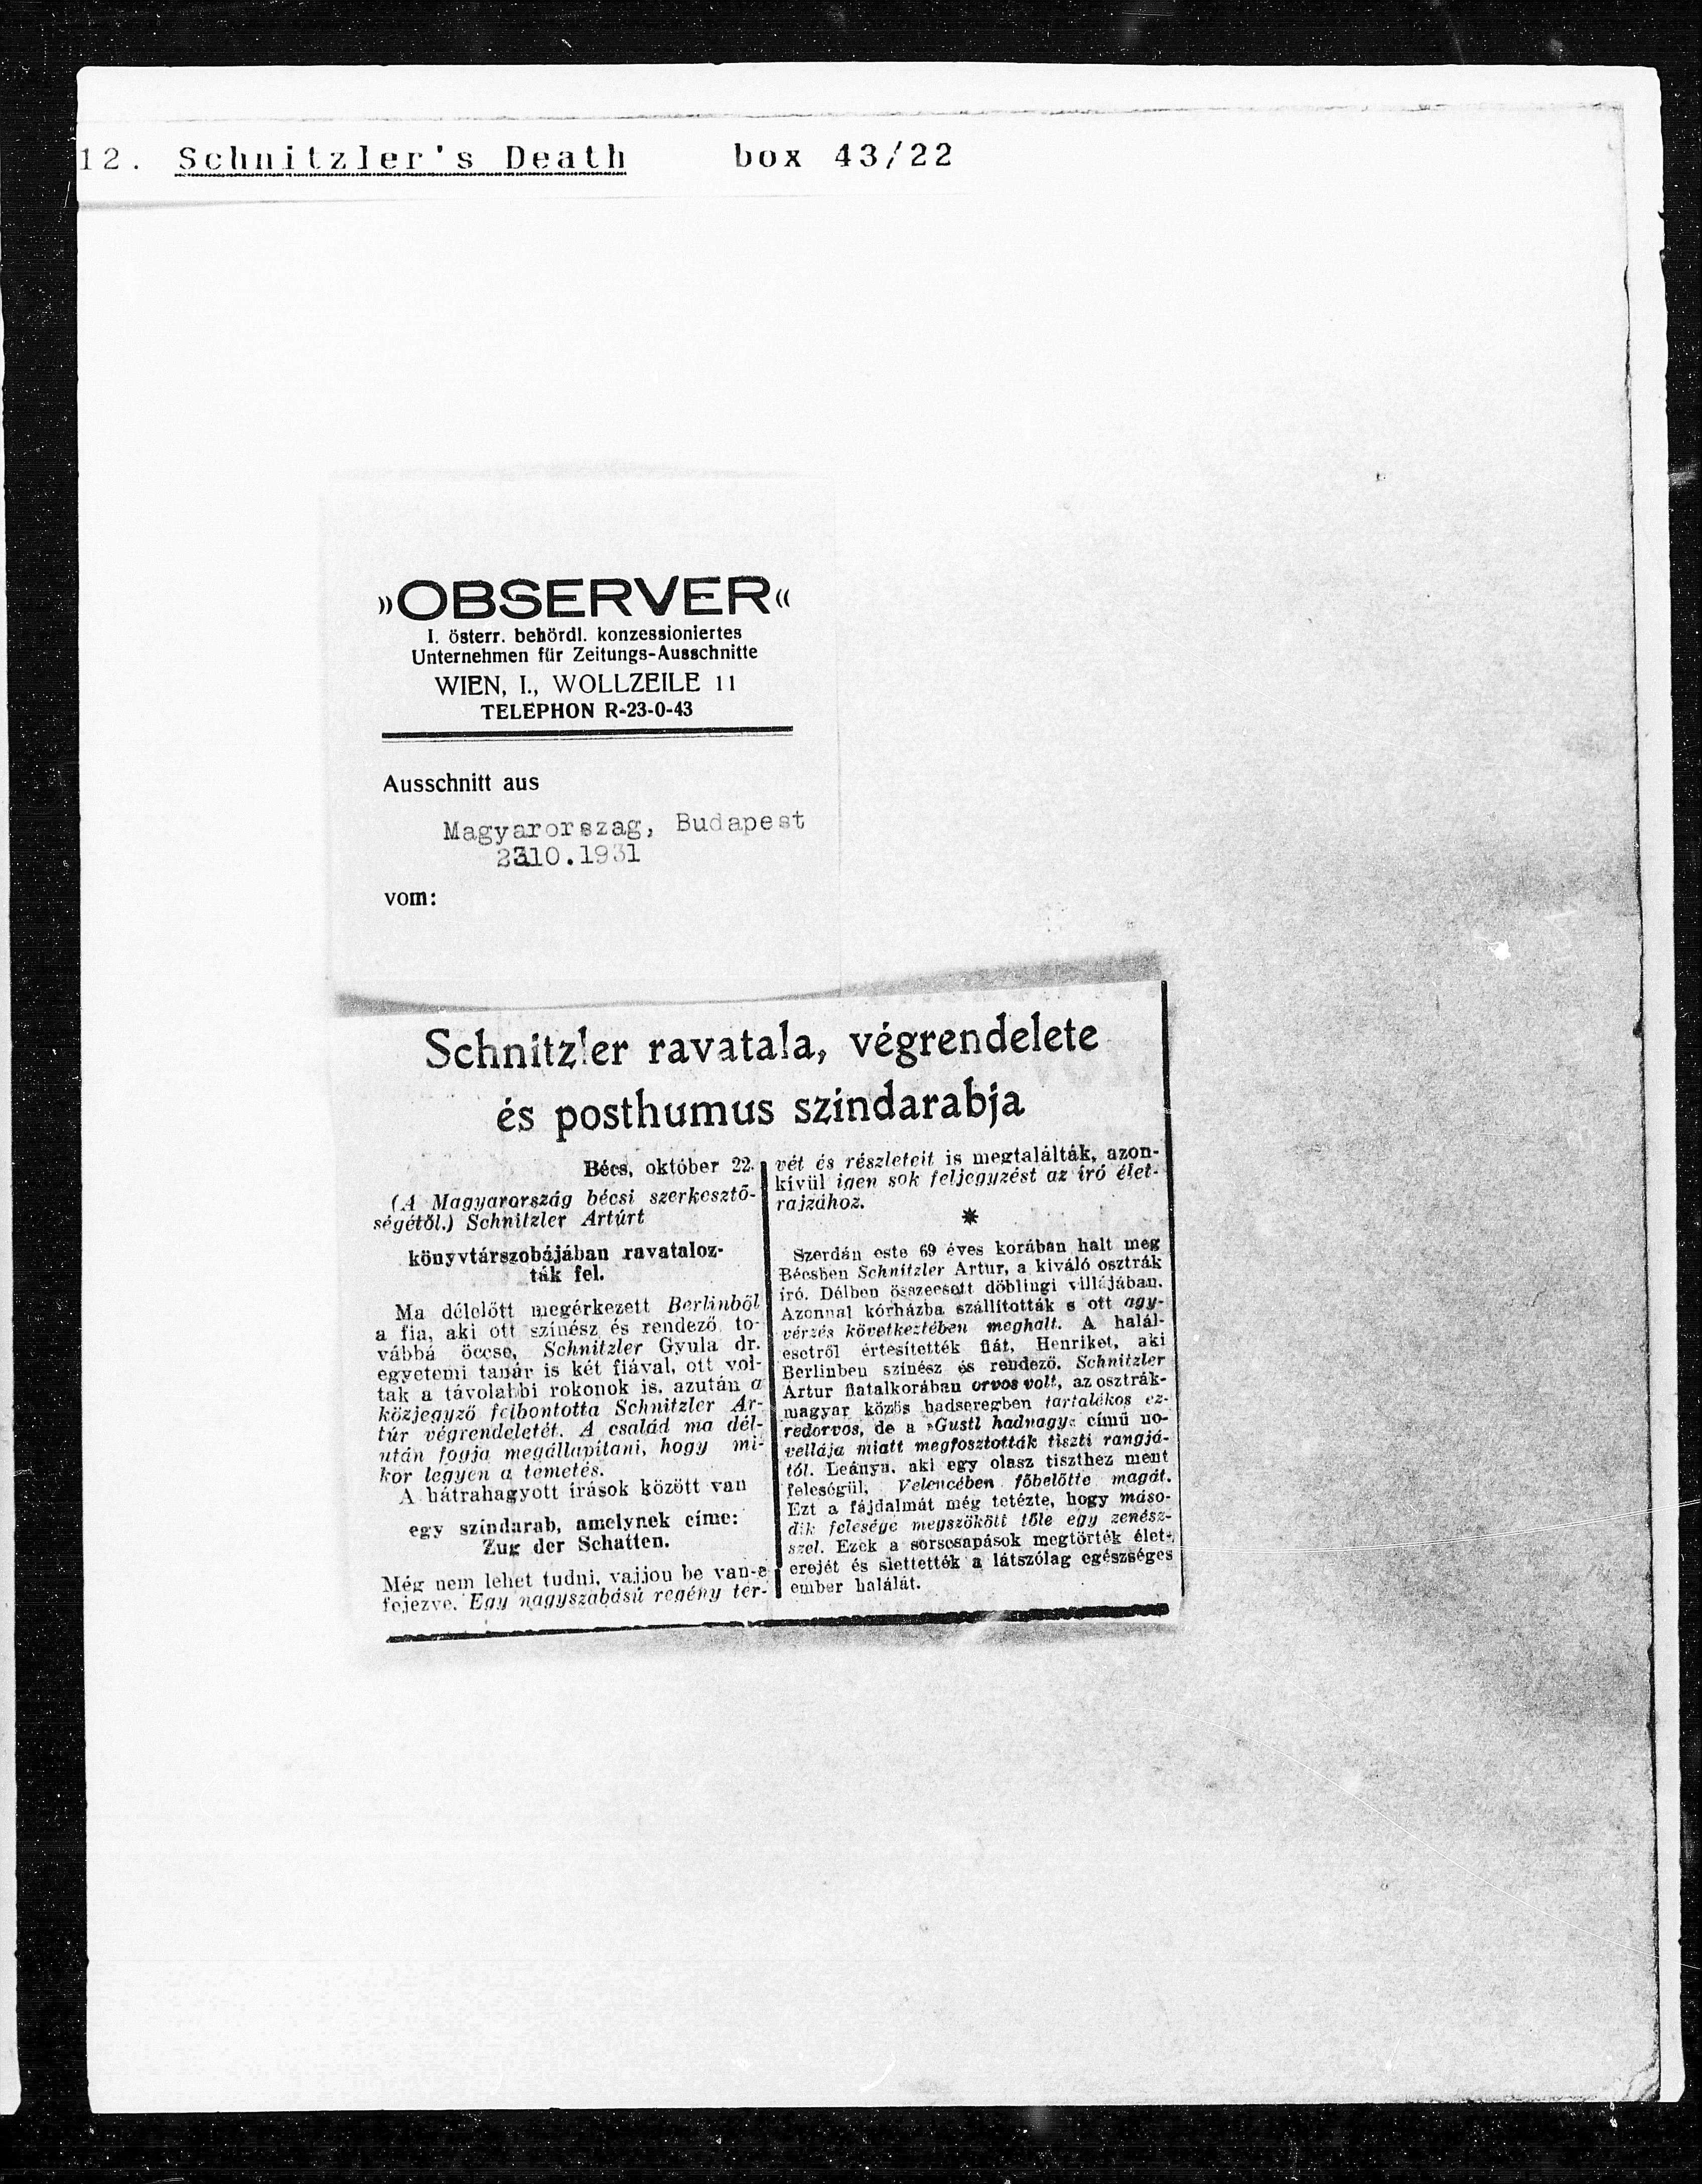 12. Schnitzler's Death box 43/22
»OBSERVER«
I. österr. behördl. konzessioniertes
Unternehmen für Zeitungs-Ausschnitte
WIEN, I., WOLLZEILE 11
TELEPHON R-23-0-43
Ausschnitt aus
Magyarorszag, Budapest
2310.1931
vom:
Schnitzler ravatala, végrendelete
és posthumus szindarabja
Bécs, október 22.
(A Magyarország bécsi szerkesztő-
ségétől.) Schnitzler Artúrt
könyvtárszobájában ravataloz-
ták fel.
Ma délelőtt megérkezett Berlinből
a fia, aki ott szinész és rendező, to-
vábbá öccse, Schnitzler Gyula dr.
egyetemi tanár is két fiával, ott vol-
tak a távolabbi rokonok is, azután a
közjegyző felbontotta Schnitzler Ar-
túr végrendeletét. A család ma dél-
után fogja megállapítani, hogy mi-
kor legyen a temetés.
A hátrahagyott írások között van
egy szindarab, amelynek címe:
Zug der Schatten.
Még nem lehet tudni, vajjon be van-e
fejezve. Egy nagyszabású regény ter-
vét és részleteit is megtalálták, azon-
kívül igen sok feljegyzést az író élet-
rajzához.
*
Szerdán este 69 éves korában halt meg
Bécsben Schnitzler Artur, a kiváló osztrák
író. Délben összeesett döblingi villájában.
Azonnal kórházba szállították s ott agy-
vérzés következtében meghalt. A halál-
esetről értesítették fiát, Henriket, aki
Berlinben szinész és rendező. Schnitzler
Artur fiatalkorában orvos volt, az osztrák-
magyar közös hadseregben tartalékos ez-
redorvos, de a »Gustl hadnagy« című no-
vellája miatt megfosztották tiszti rangjá-
tól. Leánya, aki egy olasz tiszthez ment
feleségül, Velencében főbelőtte magát.
Ezt a fájdalmát még tetézte, hogy máso-
dik felesége megszökött tőle egy zenész-
szel. Ezek a sorscsapások megtörték élet-
erejét és siettették a látszólag egészséges
ember halálát.